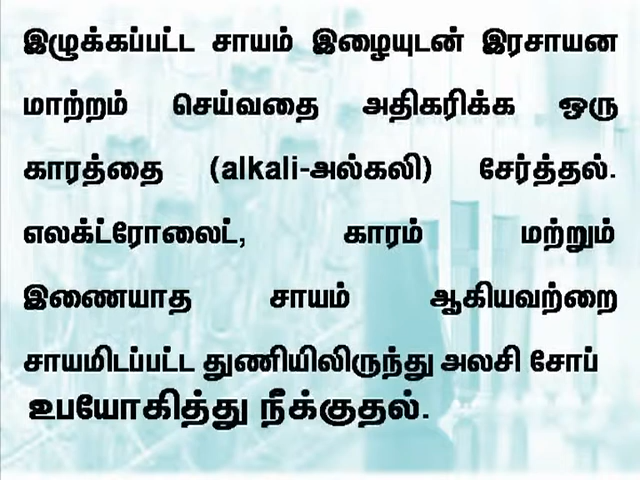 இழுக்கப்பட்ட சாயம் இழையுடன் இரசாயன
மாற்றம் செய்வதை அதிகரிக்க ஒரு
காரத்தை (alkali-அல்கலி) சேர்த்தல்.
எலக்ட்ரோலைட், காரம் மற்றும்
இணையாத சாயம் ஆகியவற்றை
சாயமிடப்பட்ட துணியிலிருந்து அலசி சோப்
உபயோகித்து நீக்குதல்.